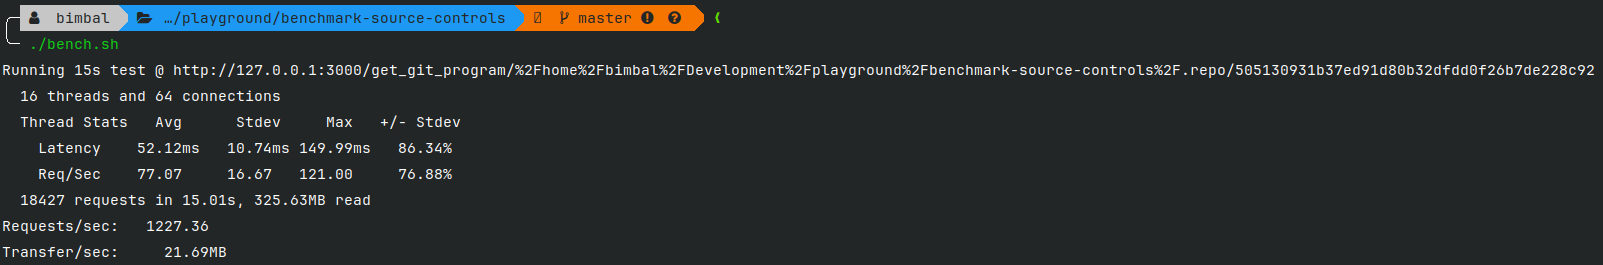 bimbal …/playground/benchmark-source-controls master
./bench.sh
Running 15s test @ http://127.0.0.1:3000/get_git_program/%2Fhome%2Fbimbal%2FDevelopment%2Fplayground%2Fbenchmark-source-controls%2F.repo/505130931b37ed91d80b32dfdd0f26b7de228c92
  16 threads and 64 connections
  Thread Stats   Avg      Stdev     Max   +/- Stdev
    Latency    52.12ms   10.74ms 149.99ms   86.34%
    Req/Sec    77.07     16.67   121.00     76.88%
  18427 requests in 15.01s, 325.63MB read
Requests/sec:   1227.36
Transfer/sec:     21.69MB